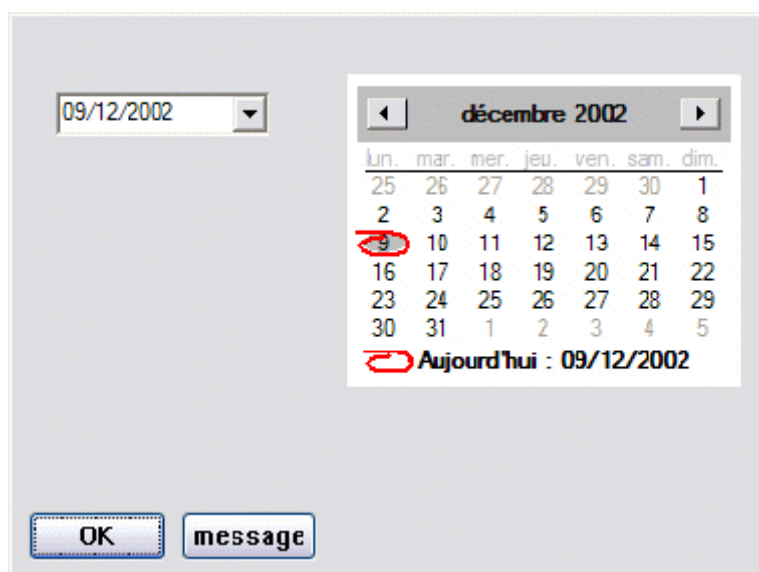 09/12/2002
décembre 2002
lun. mar. mer. jeu. ven. sam. dim.
25 26 27 28 29 30 1
2 3 4 5 6 7 8
9 10 11 12 13 14 15
16 17 18 19 20 21 22
23 24 25 26 27 28 29
30 31 1 2 3 4 5
Aujourd'hui : 09/12/2002
OK message